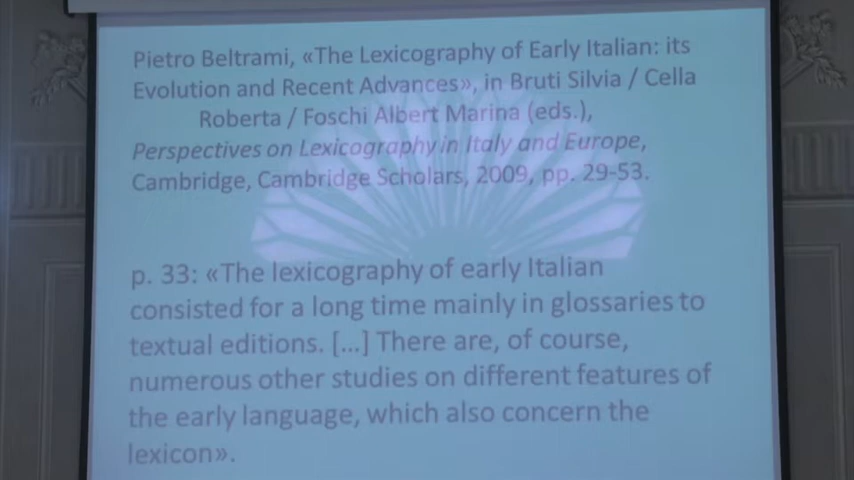 Pietro Beltrami, «The Lexicography of Early Italian: its
Evolution and Recent Advances», in Bruti Silvia / Cella
Roberta / Foschi Albert Marina (eds.),
Perspectives on Lexicography in Italy and Europe,
Cambridge, Cambridge Scholars, 2009, pp. 29-53.
p. 33: «The lexicography of early Italian
consisted for a long time mainly in glossaries to
textual editions. [...] There are, of course,
numerous other studies on different features of
the early language, which also concern the
lexicon».